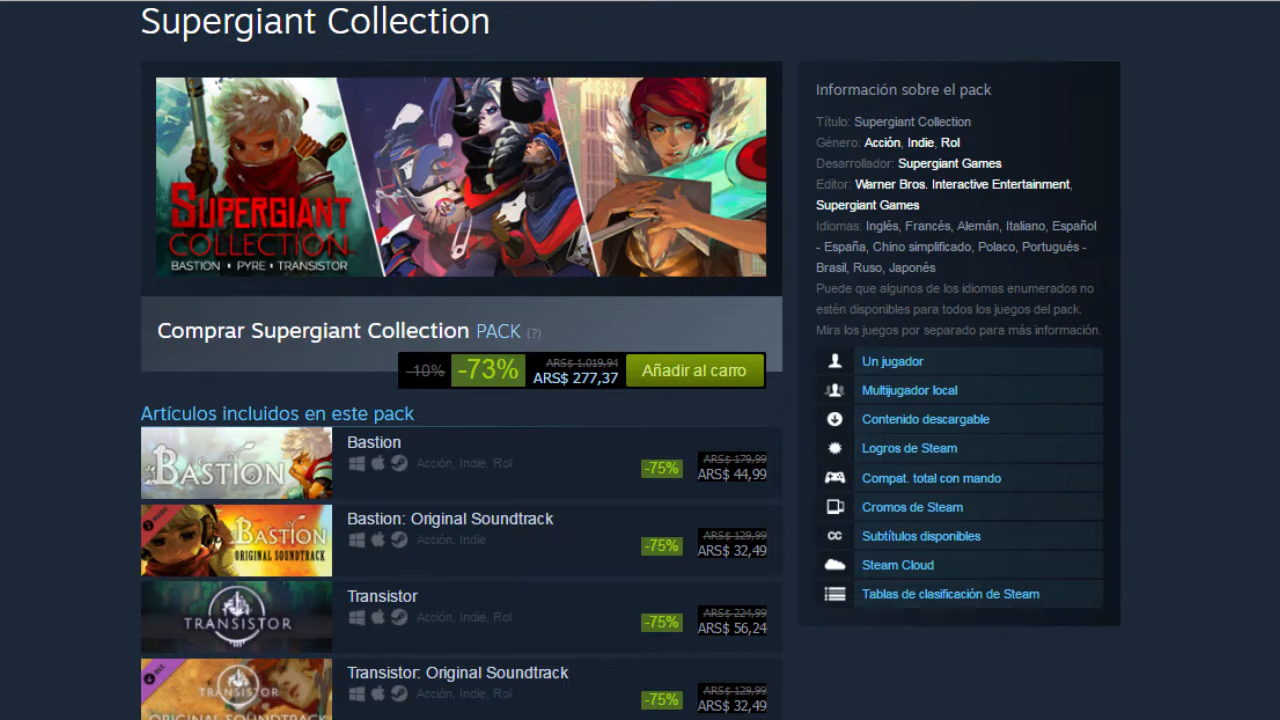 Supergiant Collection
SUPERGIANT
COLLECTION
BASTION • PYRE • TRANSISTOR
Comprar Supergiant Collection PACK (?)
-10% -73% ARS$ 1.019,94
ARS$ 277,37
Añadir al carro
Artículos incluidos en este pack
BASTION
Bastion
Acción, Indie, Rol
-75%
ARS$ 179,99
ARS$ 44,99
BASTION
ORIGINAL SOUNDTRACK
Bastion: Original Soundtrack
Acción, Indie
-75%
ARS$ 129,99
ARS$ 32,49
TRANSISTOR
Transistor
Acción, Indie, Rol
-75%
ARS$ 224,99
ARS$ 56,24
DLC
TRANSISTOR
ORIGINAL SOUNDTRACK
Transistor: Original Soundtrack
Acción, Indie, Rol
-75%
ARS$ 129,99
ARS$ 32,49
Información sobre el pack
Título: Supergiant Collection
Género: Acción, Indie, Rol
Desarrollador: Supergiant Games
Editor: Warner Bros. Interactive Entertainment,
Supergiant Games
Idiomas: Inglés, Francés, Alemán, Italiano, Español
- España, Chino simplificado, Polaco, Portugués -
Brasil, Ruso, Japonés
Puede que algunos de los idiomas enumerados no
estén disponibles para todos los juegos del pack.
Mira los juegos por separado para más información.
Un jugador
Multijugador local
Contenido descargable
Logros de Steam
Compat. total con mando
Cromos de Steam
CC Subtítulos disponibles
Steam Cloud
Tablas de clasificación de Steam